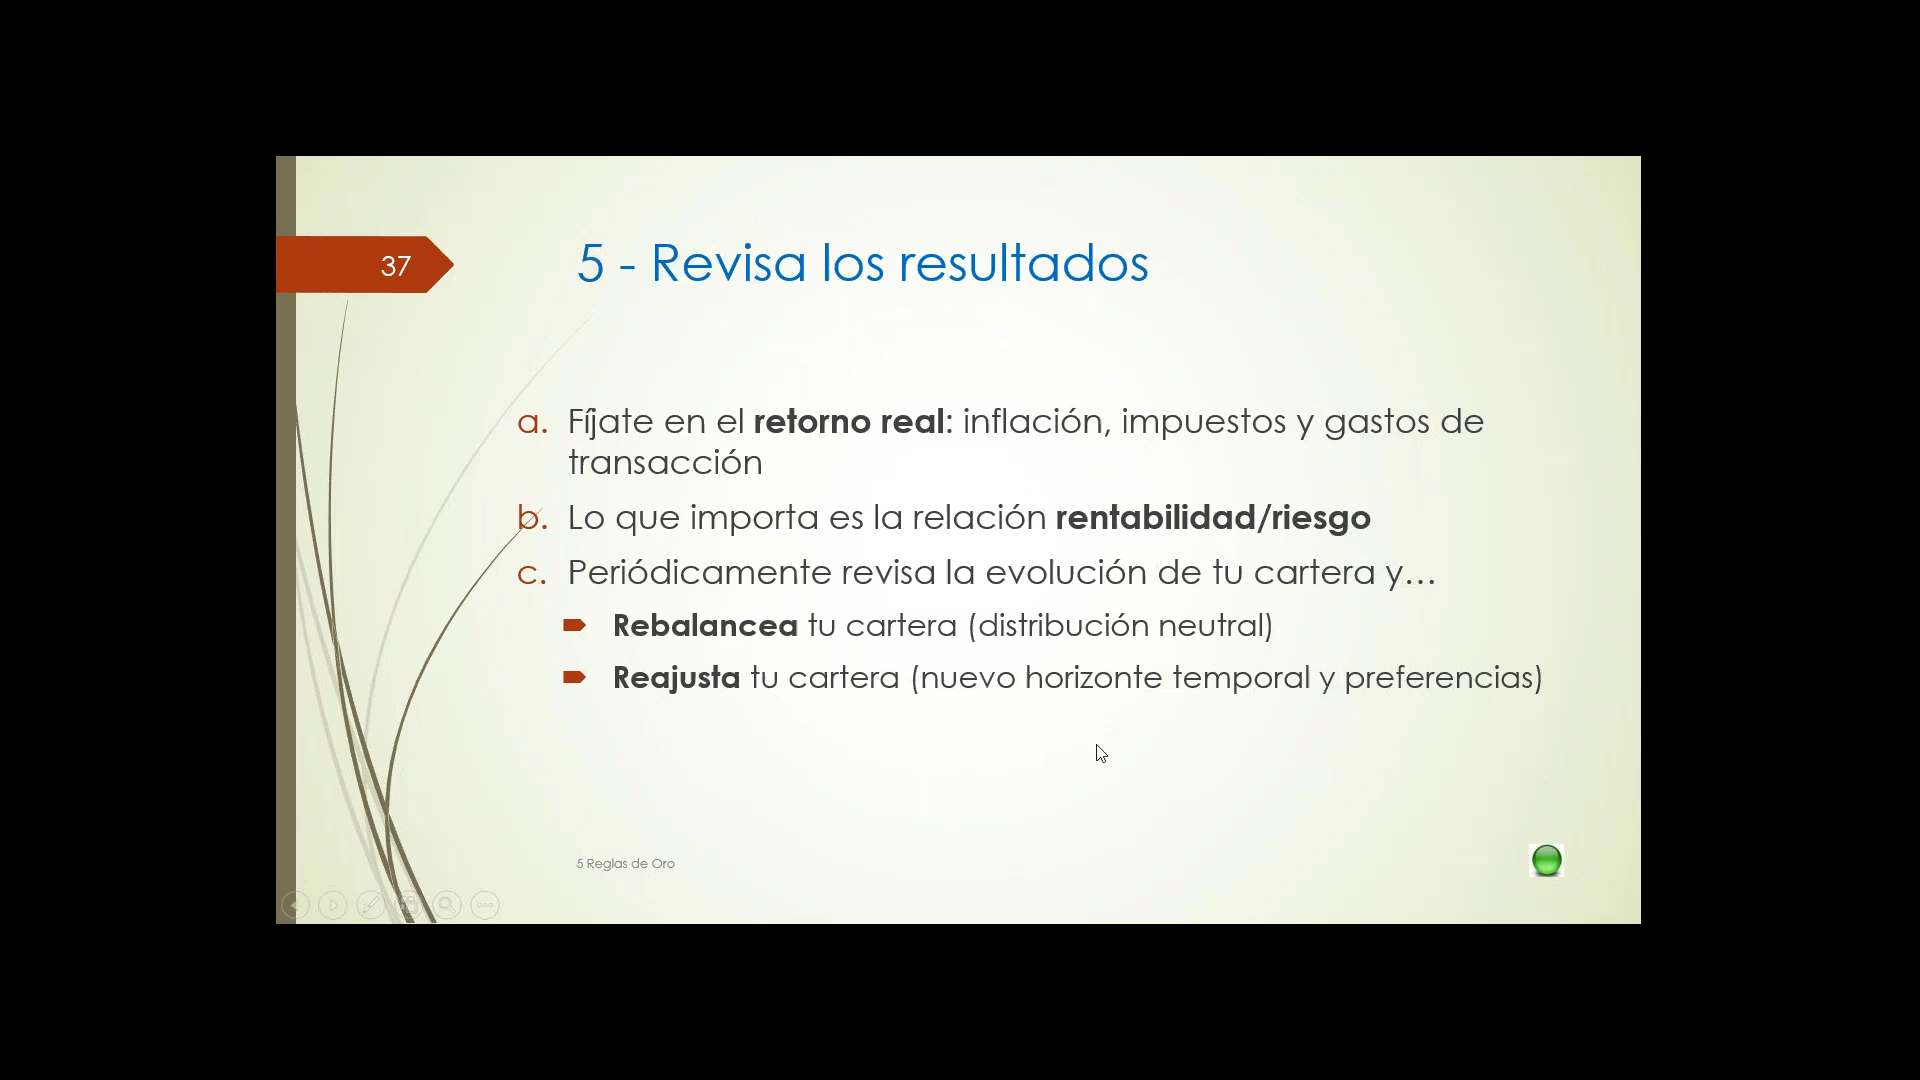 37
5 - Revisa los resultados
a. Fíjate en el retorno real: inflación, impuestos y gastos de
transacción
b. Lo que importa es la relación rentabilidad/riesgo
c. Periódicamente revisa la evolución de tu cartera y…
Rebalancea tu cartera (distribución neutral)
Reajusta tu cartera (nuevo horizonte temporal y preferencias)
5 Reglas de Oro